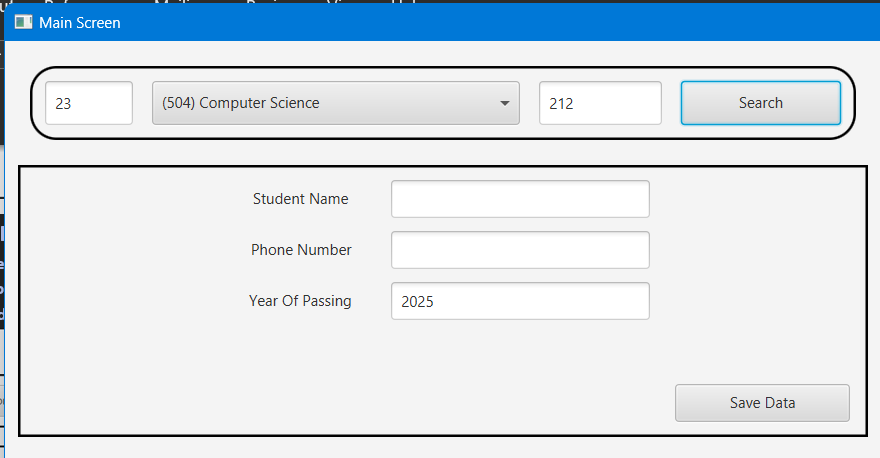 Main Screen
23 (504) Computer Science 212 Search
Student Name
Phone Number
Year Of Passing 2025
Save Data